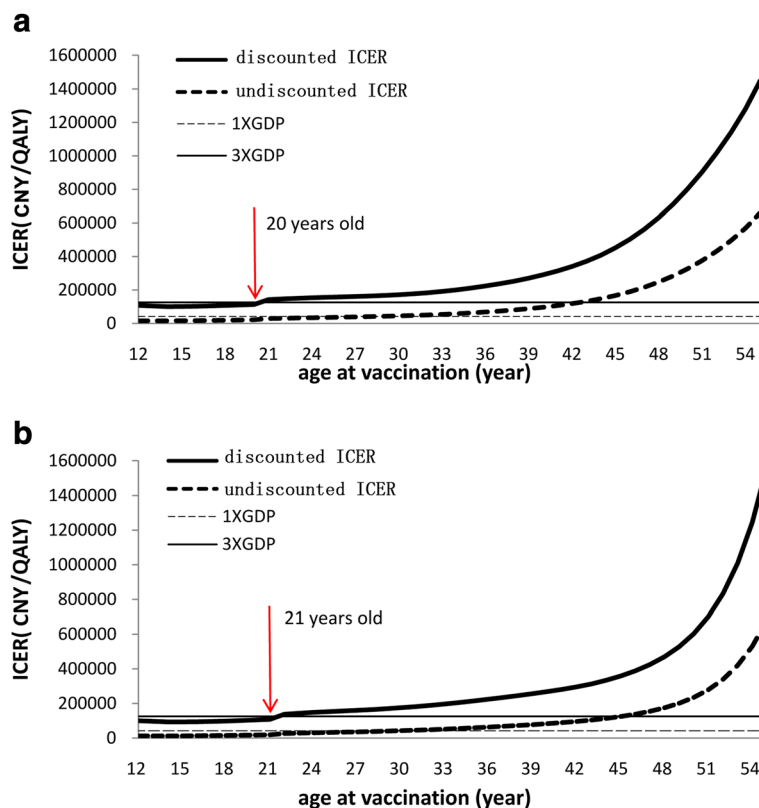 a
ICER( CNY/QALY)
1600000
1400000
1200000
1000000
800000
600000
400000
200000
0
discounted ICER
undiscounted ICER
1XGDP
3XGDP
20 years old
12 15 18 21 24 27 30 33 36 39 42 45 48 51 54
age at vaccination (year)
b
ICER( CNY/QALY)
1600000
1400000
1200000
1000000
800000
600000
400000
200000
0
discounted ICER
undiscounted ICER
1XGDP
3XGDP
21 years old
12 15 18 21 24 27 30 33 36 39 42 45 48 51 54
age at vaccination (year)